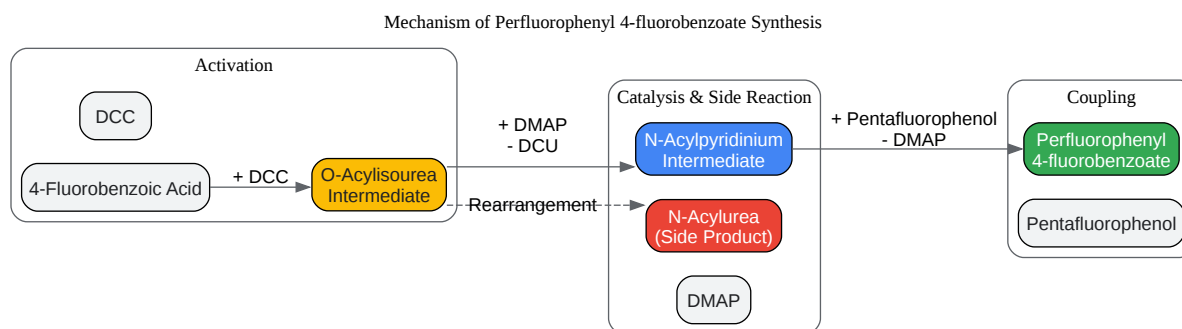 Mechanism of Perfluorophenyl 4-fluorobenzoate Synthesis
Activation
DCC
4-Fluorobenzoic Acid
+ DCC
O-Acylisourea
Intermediate
+ DMAP
- DCU
Rearrangement
Catalysis & Side Reaction
N-Acylpyridinium
Intermediate
N-Acylurea
(Side Product)
DMAP
+ Pentafluorophenol
- DMAP
Coupling
Perfluorophenyl
4-fluorobenzoate
Pentafluorophenol